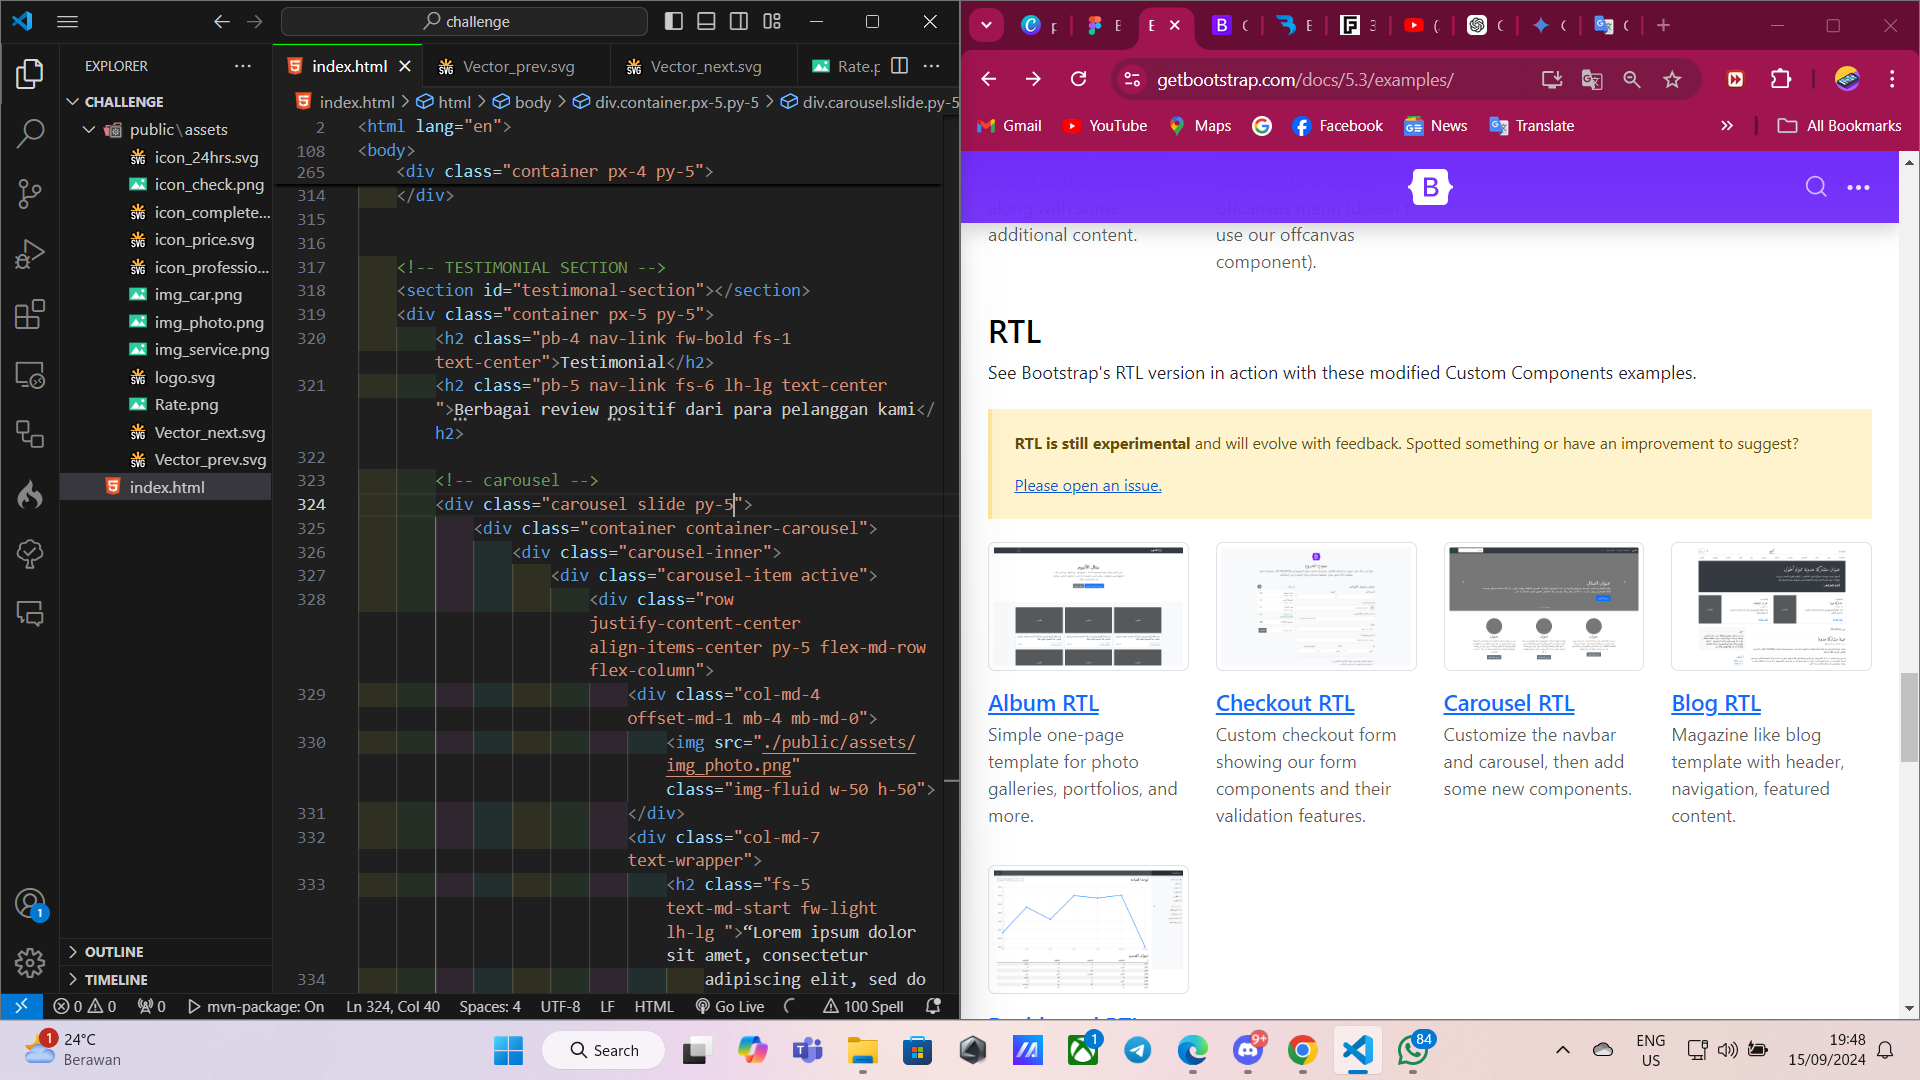 challenge
EXPLORER
CHALLENGE
public\assets
icon_24hrs.svg
icon_check.png
icon_complete...
icon_price.svg
icon_professio...
img_car.png
img_photo.png
img_service.png
logo.svg
Rate.png
Vector_next.svg
Vector_prev.svg
index.html
OUTLINE
TIMELINE
index.html
Vector_prev.svg
Vector_next.svg
Rate.p
index.html > html > body > div.container.px-5.py-5 > div.carousel.slide.py-5
2 <html lang="en">
108 <body>
265 <div class="container px-4 py-5">
314 </div>
315
316
317 <!-- TESTIMONIAL SECTION -->
318 <section id="testimonal-section"></section>
319 <div class="container px-5 py-5">
320 <h2 class="pb-4 nav-link fw-bold fs-1
text-center">Testimonial</h2>
321 <h2 class="pb-5 nav-link fs-6 lh-lg text-center
">Berbagai review positif dari para pelanggan kami</
h2>
322
323 <!-- carousel -->
324 <div class="carousel slide py-5">
325 <div class="container container-carousel">
326 <div class="carousel-inner">
327 <div class="carousel-item active">
328 <div class="row
justify-content-center
align-items-center py-5 flex-md-row
flex-column">
329 <div class="col-md-4
offset-md-1 mb-4 mb-md-0">
330 <img src="./public/assets/
img_photo.png"
class="img-fluid w-50 h-50">
331 </div>
332 <div class="col-md-7
text-wrapper">
333 <h2 class="fs-5
text-md-start fw-light
lh-lg ">“Lorem ipsum dolor
sit amet, consectetur
334 adipiscing elit, sed do
0 0 0 mvn-package: On Ln 324, Col 40 Spaces: 4 UTF-8 LF HTML Go Live 100 Spell
getbootstrap.com/docs/5.3/examples/
Gmail YouTube Maps Facebook News Translate » All Bookmarks
B
along with some
additional content.
offcanvas menu (doesn't
use our offcanvas
component).
RTL
See Bootstrap's RTL version in action with these modified Custom Components examples.
RTL is still experimental and will evolve with feedback. Spotted something or have an improvement to suggest?
Please open an issue.
Album RTL
Simple one-page
template for photo
galleries, portfolios, and
more.
Checkout RTL
Custom checkout form
showing our form
components and their
validation features.
Carousel RTL
Customize the navbar
and carousel, then add
some new components.
Blog RTL
Magazine like blog
template with header,
navigation, featured
content.
1
24°C
Berawan
Search
1
9+
84
ENG
US
19:48
15/09/2024